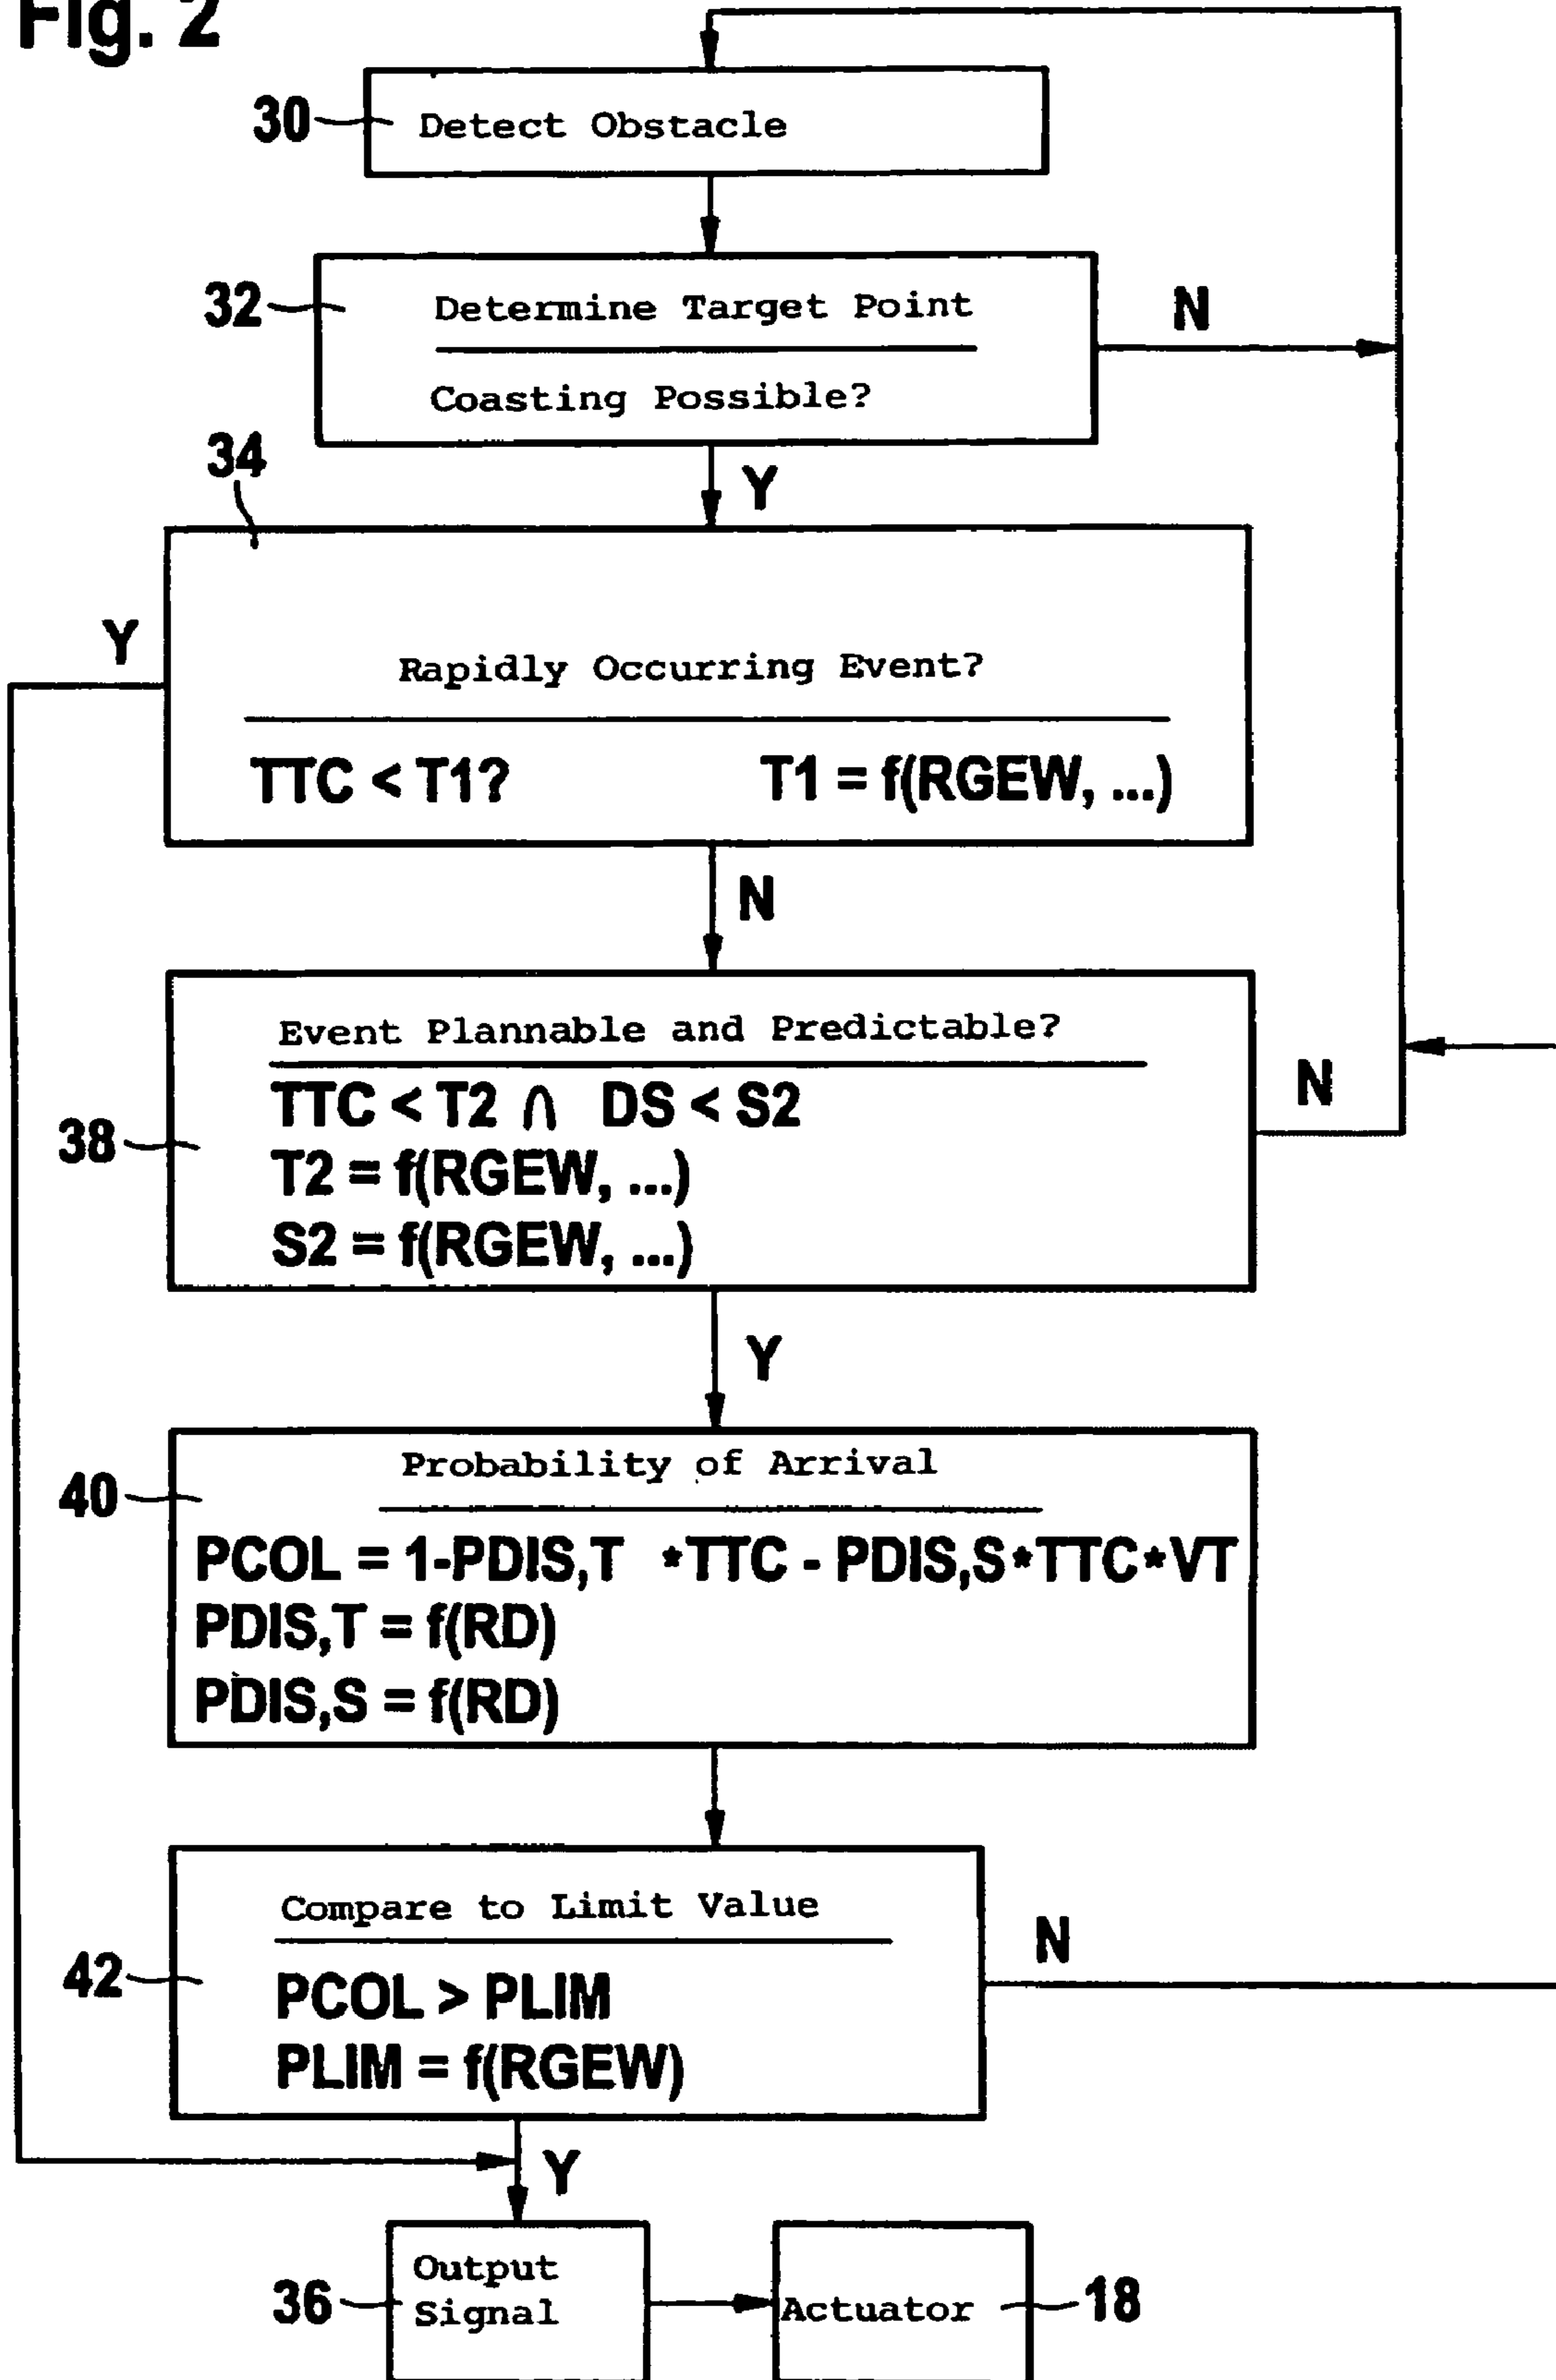 Fig. 2
30
Detect Obstacle
32
Determine Target Point
N
Coasting Possible?
34
Y
Y
Rapidly Occurring Event?
TTC < T1? T1 = f(RGEW, ...)
N
Event Plannable and Predictable?
TTC < T2 ∩ DS < S2
N
38
T2 = f(RGEW, ...)
S2 = f(RGEW, ...)
Y
Probability of Arrival
40
PCOL = 1-PDIS,T *TTC - PDIS,S*TTC*VT
PDIS,T = f(RD)
PDIS,S = f(RD)
Compare to Limit Value
N
42
PCOL > PLIM
PLIM = f(RGEW)
Y
Output
Signal
36
Actuator
18